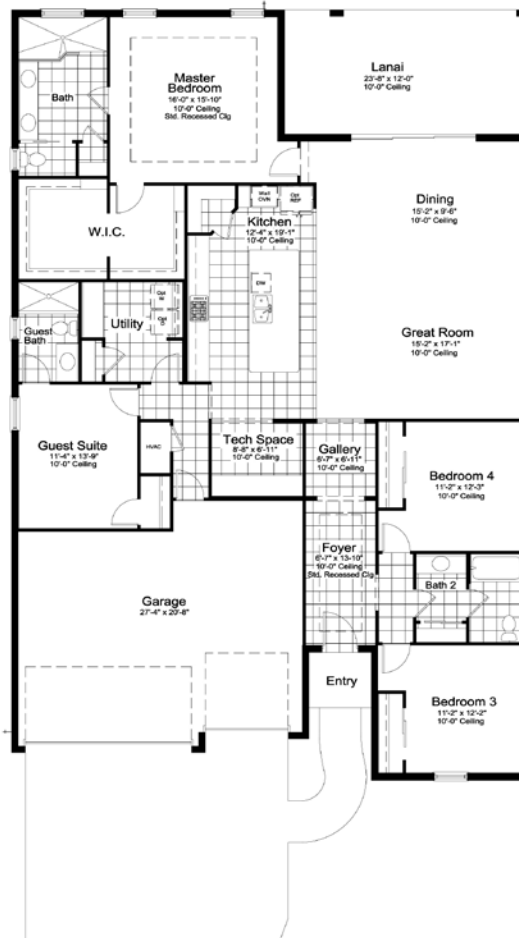 Lanai
23'-8" x 12'-0"
10'-0" Ceiling
Master
Bedroom
16'-0" x 15'-10"
10'-0" Ceiling
Std. Recessed Clg
Bath
Wall
OVN
Opt
REF
Kitchen
12'-4" x 19'-1"
10'-0" Ceiling
Dining
15'-2" x 9'-6"
10'-0" Ceiling
W.I.C.
DW
Utility
Opt
W
Opt
D
Guest
Bath
Great Room
15'-2" x 17'-1"
10'-0" Ceiling
Guest Suite
11'-4" x 13'-9"
10'-0" Ceiling
HVAC
Tech Space
8'-8" x 6'-11"
10'-0" Ceiling
Gallery
6'-7" x 6'-11"
10'-0" Ceiling
Bedroom 4
11'-2" x 12'-3"
10'-0" Ceiling
Foyer
6'-7" x 13'-10"
10'-0" Ceiling
Std. Recessed Clg
Bath 2
Garage
27'-4" x 20'-8"
Entry
Bedroom 3
11'-2" x 12'-2"
10'-0" Ceiling